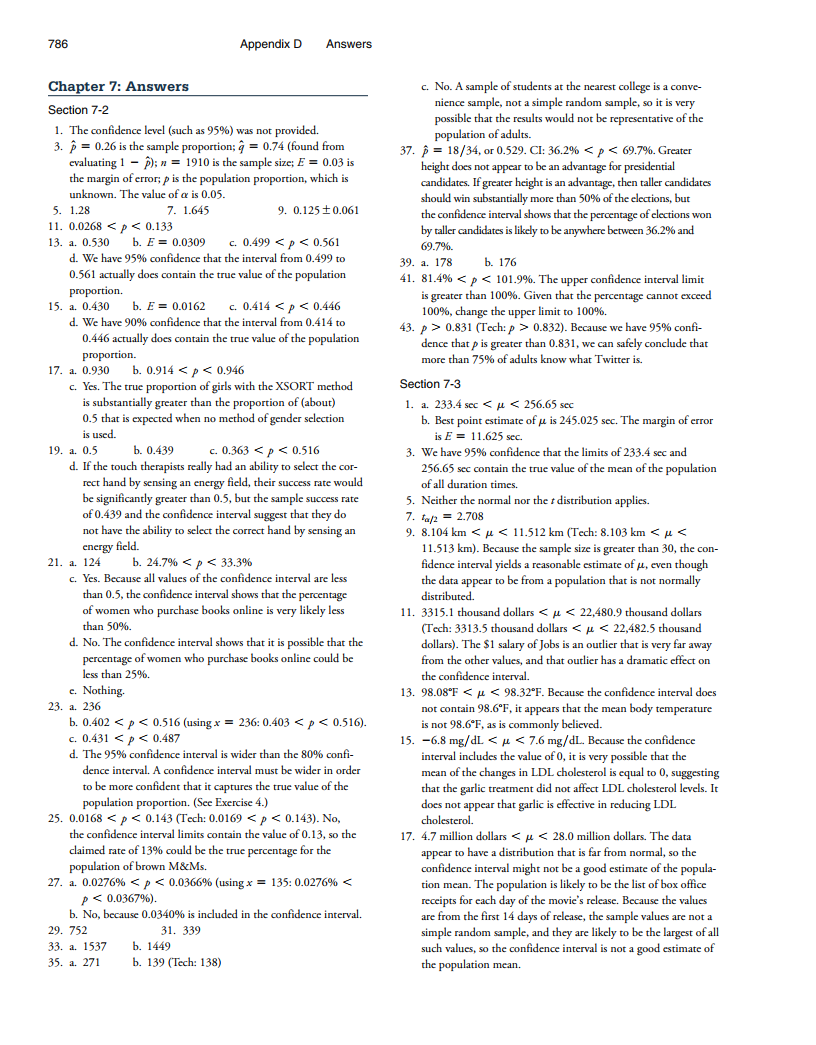 786
Appendix D Answers
Chapter 7: Answers
Section 7-2
1. The confidence level (such as 95%) was not provided.
3. p̂ = 0.26 is the sample proportion; q̂ = 0.74 (found from
evaluating 1 − p̂); n = 1910 is the sample size; E = 0.03 is
the margin of error; p is the population proportion, which is
unknown. The value of α is 0.05.
5. 1.28 7. 1.645 9. 0.125 ± 0.061
11. 0.0268 < p < 0.133
13. a. 0.530 b. E = 0.0309 c. 0.499 < p < 0.561
d. We have 95% confidence that the interval from 0.499 to
0.561 actually does contain the true value of the population
proportion.
15. a. 0.430 b. E = 0.0162 c. 0.414 < p < 0.446
d. We have 90% confidence that the interval from 0.414 to
0.446 actually does contain the true value of the population
proportion.
17. a. 0.930 b. 0.914 < p < 0.946
c. Yes. The true proportion of girls with the XSORT method
is substantially greater than the proportion of (about)
0.5 that is expected when no method of gender selection
is used.
19. a. 0.5 b. 0.439 c. 0.363 < p < 0.516
d. If the touch therapists really had an ability to select the cor-
rect hand by sensing an energy field, their success rate would
be significantly greater than 0.5, but the sample success rate
of 0.439 and the confidence interval suggest that they do
not have the ability to select the correct hand by sensing an
energy field.
21. a. 124 b. 24.7% < p < 33.3%
c. Yes. Because all values of the confidence interval are less
than 0.5, the confidence interval shows that the percentage
of women who purchase books online is very likely less
than 50%.
d. No. The confidence interval shows that it is possible that the
percentage of women who purchase books online could be
less than 25%.
e. Nothing.
23. a. 236
b. 0.402 < p < 0.516 (using x = 236: 0.403 < p < 0.516).
c. 0.431 < p < 0.487
d. The 95% confidence interval is wider than the 80% confi-
dence interval. A confidence interval must be wider in order
to be more confident that it captures the true value of the
population proportion. (See Exercise 4.)
25. 0.0168 < p < 0.143 (Tech: 0.0169 < p < 0.143). No,
the confidence interval limits contain the value of 0.13, so the
claimed rate of 13% could be the true percentage for the
population of brown M&Ms.
27. a. 0.0276% < p < 0.0366% (using x = 135: 0.0276% <
p < 0.0367%).
b. No, because 0.0340% is included in the confidence interval.
29. 752 31. 339
33. a. 1537 b. 1449
35. a. 271 b. 139 (Tech: 138)
c. No. A sample of students at the nearest college is a conve-
nience sample, not a simple random sample, so it is very
possible that the results would not be representative of the
population of adults.
37. p̂ = 18/34, or 0.529. CI: 36.2% < p < 69.7%. Greater
height does not appear to be an advantage for presidential
candidates. If greater height is an advantage, then taller candidates
should win substantially more than 50% of the elections, but
the confidence interval shows that the percentage of elections won
by taller candidates is likely to be anywhere between 36.2% and
69.7%.
39. a. 178 b. 176
41. 81.4% < p < 101.9%. The upper confidence interval limit
is greater than 100%. Given that the percentage cannot exceed
100%, change the upper limit to 100%.
43. p > 0.831 (Tech: p > 0.832). Because we have 95% confi-
dence that p is greater than 0.831, we can safely conclude that
more than 75% of adults know what Twitter is.
Section 7-3
1. a. 233.4 sec < μ < 256.65 sec
b. Best point estimate of μ is 245.025 sec. The margin of error
is E = 11.625 sec.
3. We have 95% confidence that the limits of 233.4 sec and
256.65 sec contain the true value of the mean of the population
of all duration times.
5. Neither the normal nor the t distribution applies.
7. tα/2 = 2.708
9. 8.104 km < μ < 11.512 km (Tech: 8.103 km < μ <
11.513 km). Because the sample size is greater than 30, the con-
fidence interval yields a reasonable estimate of μ, even though
the data appear to be from a population that is not normally
distributed.
11. 3315.1 thousand dollars < μ < 22,480.9 thousand dollars
(Tech: 3313.5 thousand dollars < μ < 22,482.5 thousand
dollars). The $1 salary of Jobs is an outlier that is very far away
from the other values, and that outlier has a dramatic effect on
the confidence interval.
13. 98.08°F < μ < 98.32°F. Because the confidence interval does
not contain 98.6°F, it appears that the mean body temperature
is not 98.6°F, as is commonly believed.
15. −6.8 mg/dL < μ < 7.6 mg/dL. Because the confidence
interval includes the value of 0, it is very possible that the
mean of the changes in LDL cholesterol is equal to 0, suggesting
that the garlic treatment did not affect LDL cholesterol levels. It
does not appear that garlic is effective in reducing LDL
cholesterol.
17. 4.7 million dollars < μ < 28.0 million dollars. The data
appear to have a distribution that is far from normal, so the
confidence interval might not be a good estimate of the popula-
tion mean. The population is likely to be the list of box office
receipts for each day of the movie's release. Because the values
are from the first 14 days of release, the sample values are not a
simple random sample, and they are likely to be the largest of all
such values, so the confidence interval is not a good estimate of
the population mean.